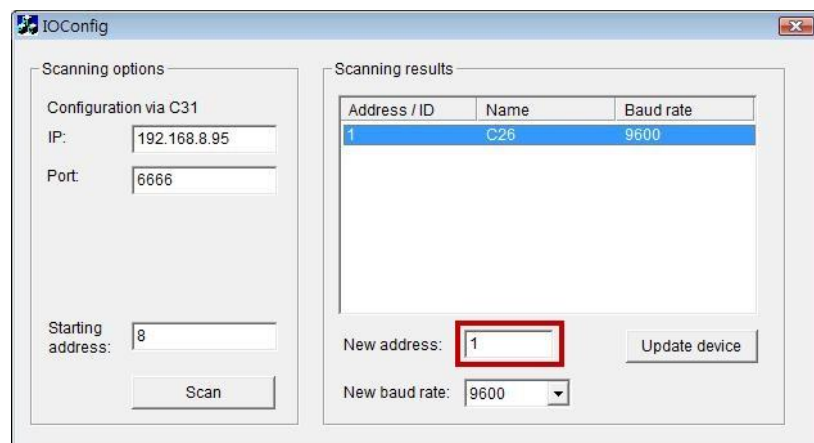 IOConfig
Scanning options
Configuration via C31
IP: 192.168.8.95
Port: 6666
Starting address: 8
Scan
Scanning results
Address / ID Name Baud rate
1 C26 9600
New address: 1
Update device
New baud rate: 9600